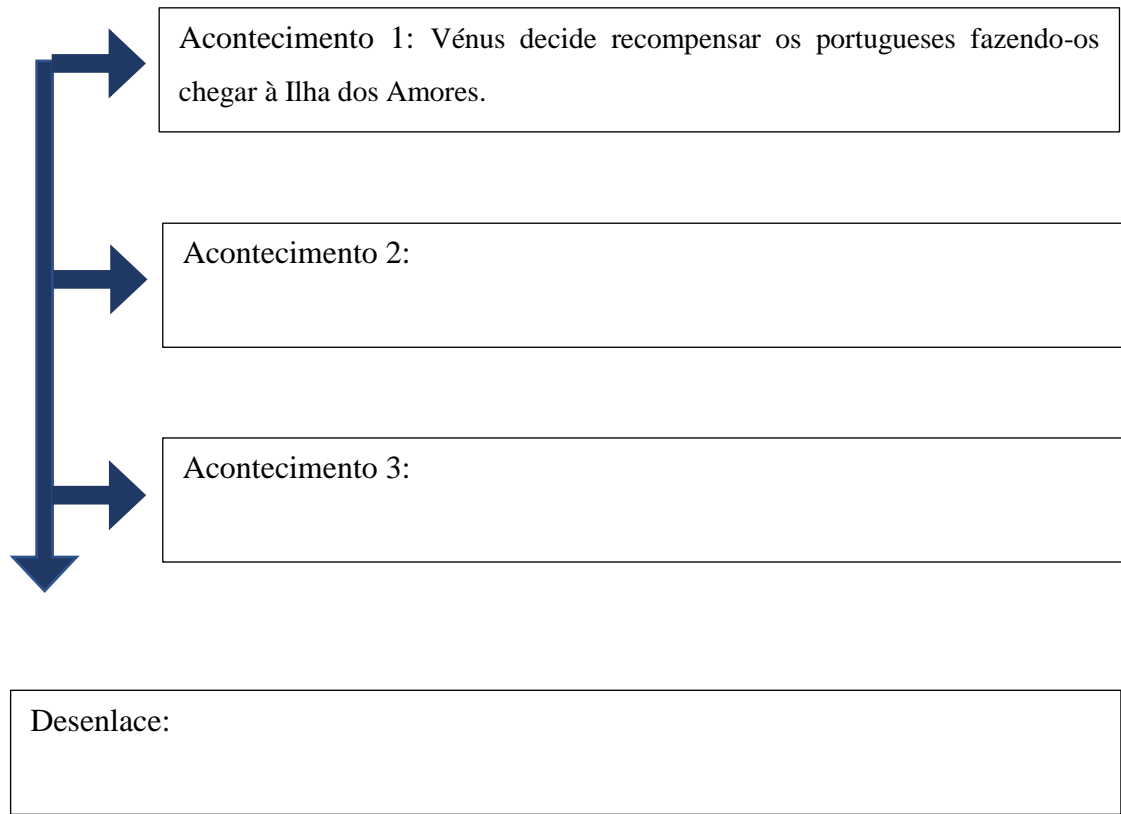 Acontecimento 1: Vénus decide recompensar os portugueses fazendo-os
chegar à Ilha dos Amores.
Acontecimento 2:
Acontecimento 3:
Desenlace: